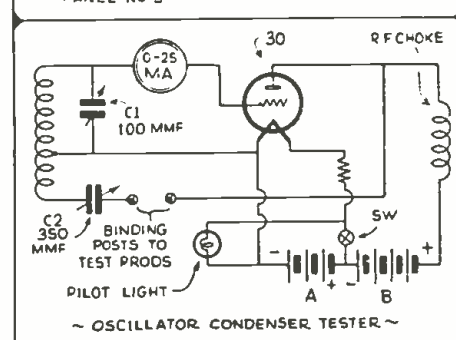 30
R F CHOKE
0-25
MA
C1
100 MMF
C2
350
MMF
BINDING
POSTS TO
TEST PRODS
SW
PILOT LIGHT
-
+
-
+
A
B
~ OSCILLATOR CONDENSER TESTER ~